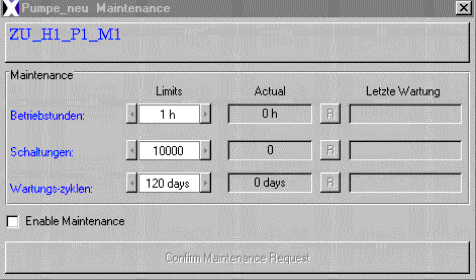 Pumpe_neu Maintenance
ZU_H1_P1_M1
Maintenance
Limits Actual Letzte Wartung
Betriebstunden: 1 h 0 h R
Schaltungen: 10000 0 R
Wartungs-zyklen: 120 days 0 days R
Enable Maintenance
Confirm Maintenance Request